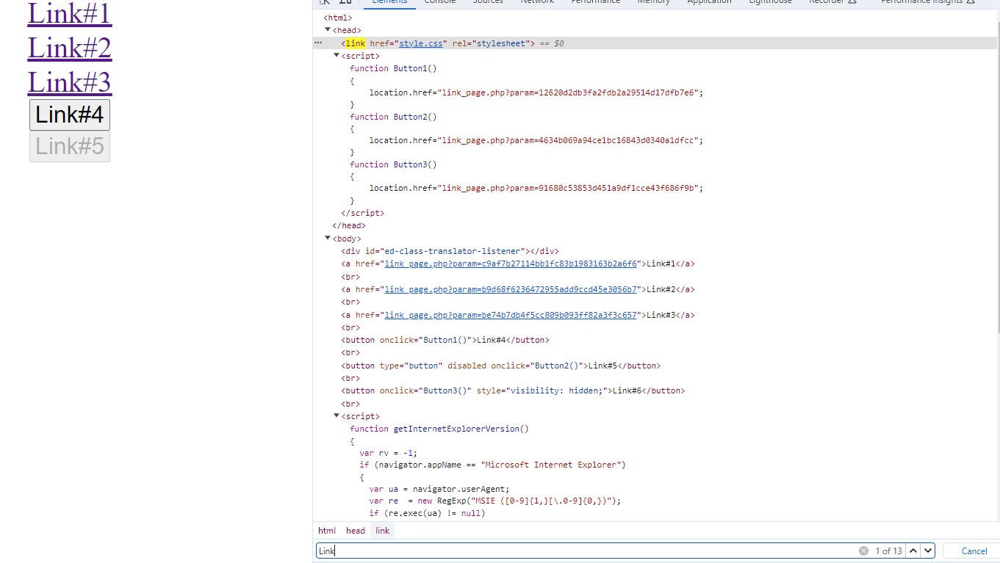 Link#1
Link#2
Link#3
Link#4
Link#5
Elements Console Sources Network Performance Memory Application Lighthouse Recorder Performance insights
<html>
<head>
<link href="style.css" rel="stylesheet"> == $0
<script>
function Button1()
{
location.href="link_page.php?param=12620d2db3fa2fdb2a29514d17dfb7e6";
}
function Button2()
{
location.href="link_page.php?param=4634b069a94ce1bc16843d0340a1dfcc";
}
function Button3()
{
location.href="link_page.php?param=91680c53853d451a9df1cce43f686f9b";
}
</script>
</head>
<body>
<div id="ed-class-translator-listener"></div>
<a href="link_page.php?param=c9af7b27114bb1fc83b1983163b2a6f6">Link#1</a>
<br>
<a href="link_page.php?param=b9d68f6236472955add9ccd45e3056b7">Link#2</a>
<br>
<a href="link_page.php?param=be74b7db4f5cc809b093ff82a3f3c657">Link#3</a>
<br>
<button onclick="Button1()">Link#4</button>
<br>
<button type="button" disabled onclick="Button2()">Link#5</button>
<br>
<button onclick="Button3()" style="visibility: hidden;">Link#6</button>
<br>
<script>
function getInternetExplorerVersion()
{
var rv = -1;
if (navigator.appName == "Microsoft Internet Explorer")
{
var ua = navigator.userAgent;
var re  = new RegExp("MSIE ([0-9]{1,}[\.0-9]{0,})");
if (re.exec(ua) != null)
html head link
Link 1 of 13 Cancel